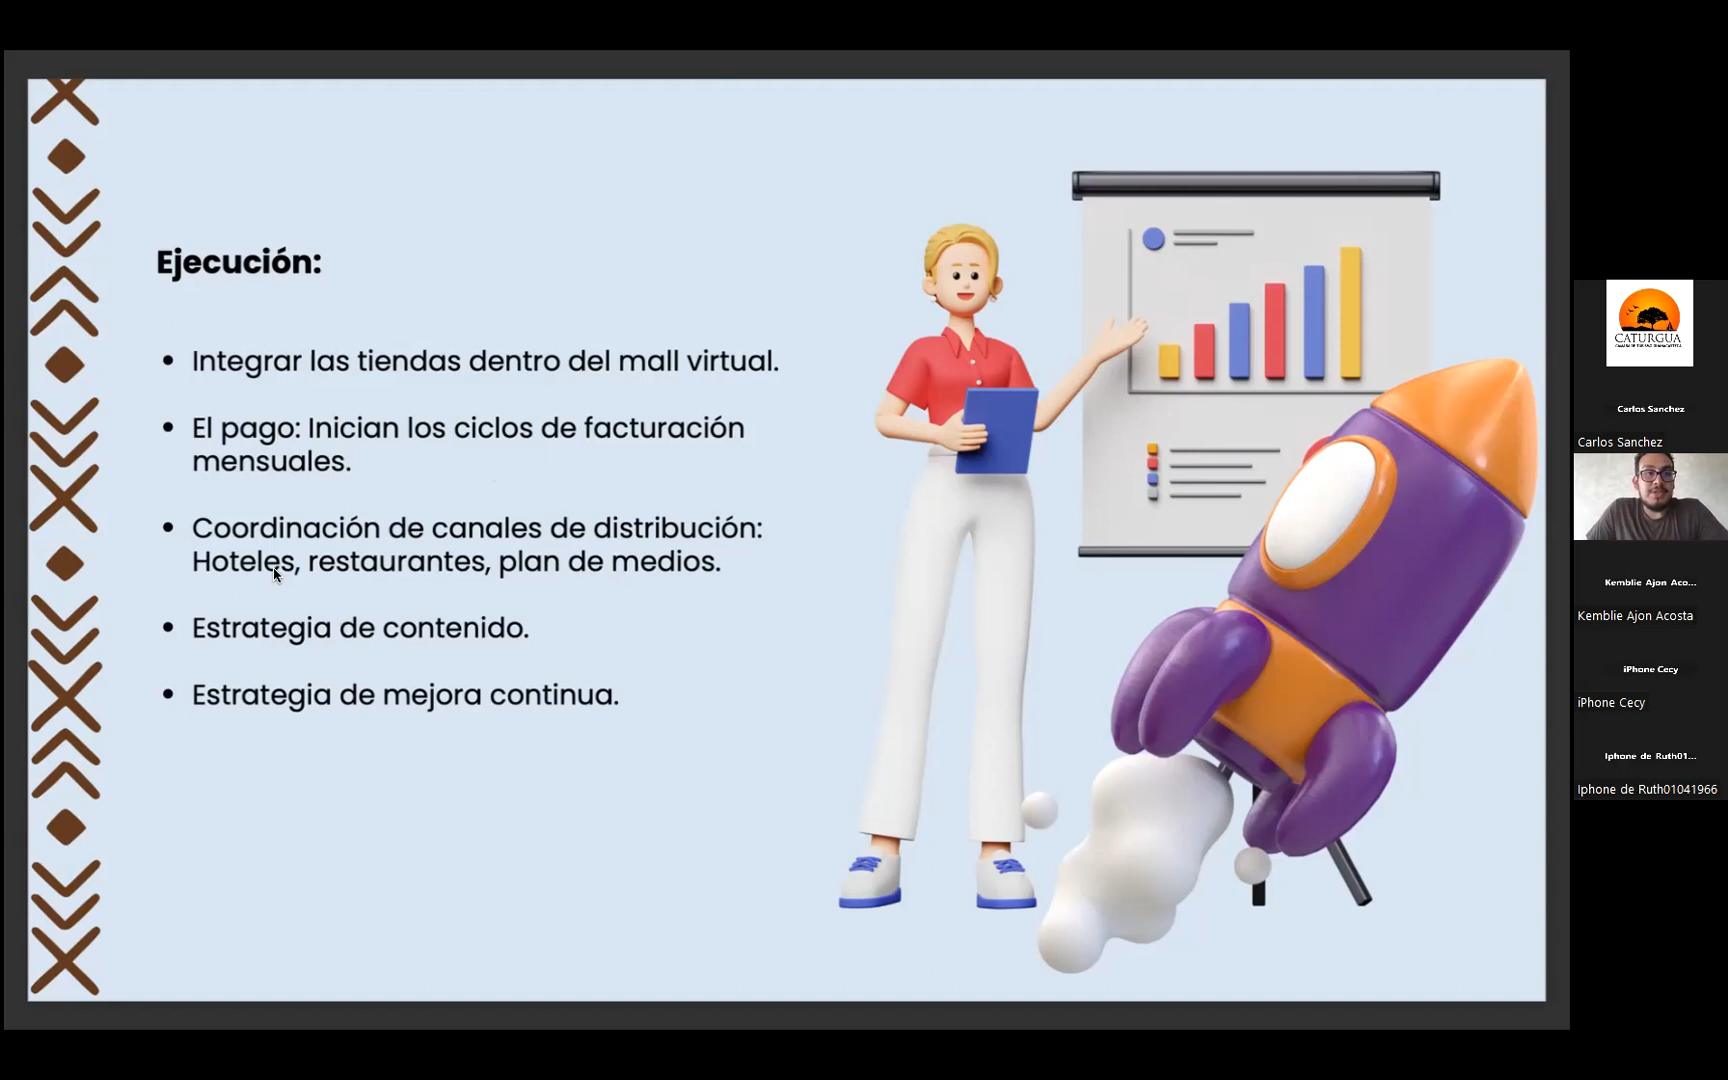 Ejecución:
Integrar las tiendas dentro del mall virtual.
El pago: Inician los ciclos de facturación
mensuales.
Coordinación de canales de distribución:
Hoteles, restaurantes, plan de medios.
Estrategia de contenido.
Estrategia de mejora continua.
CATURGUA
Carlos Sanchez
Carlos Sanchez
Kemblie Ajon Aco...
Kemblie Ajon Acosta
iPhone Cecy
iPhone Cecy
Iphone de Ruth01...
Iphone de Ruth01041966